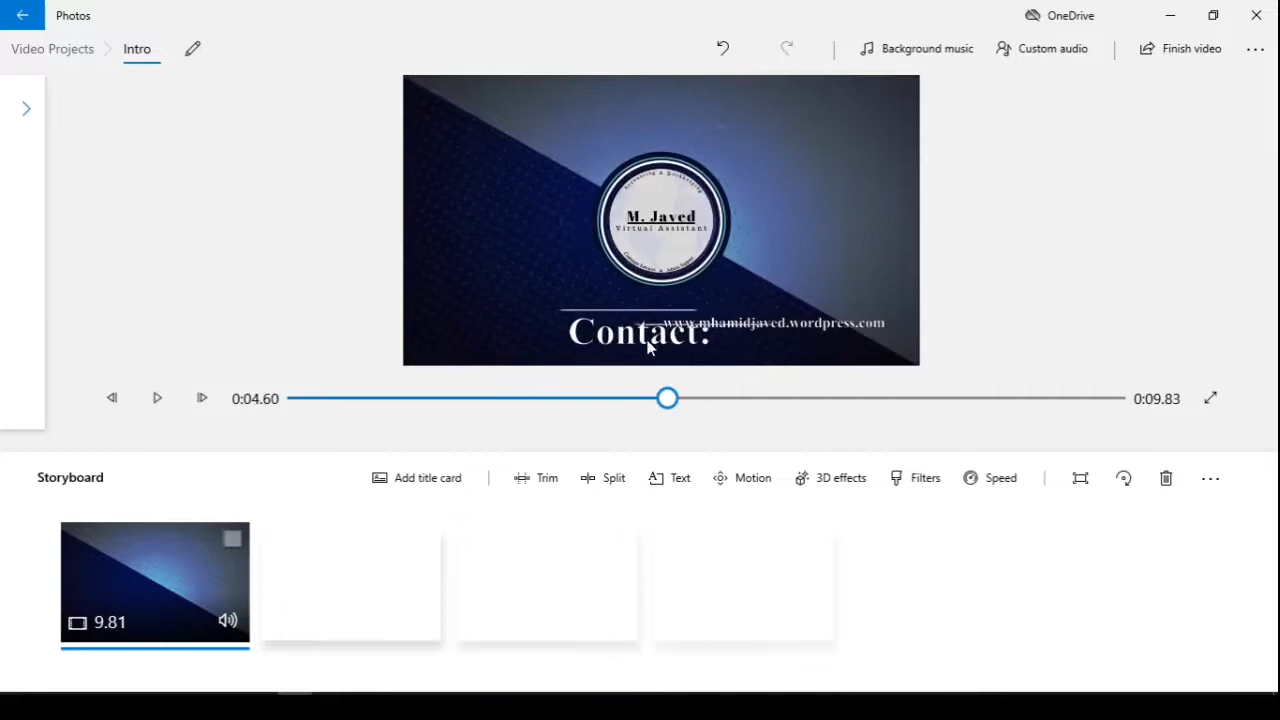 Photos
OneDrive
Video Projects
Intro
Background music
Custom audio
Finish video
Accounting & Bookkeeping
M. Javed
Virtual Assistant
www.mhamidjaved.wordpress.com
Contact:
0:04.60
0:09.83
Storyboard
Add title card
Trim
Split
Text
Motion
3D effects
Filters
Speed
9.81